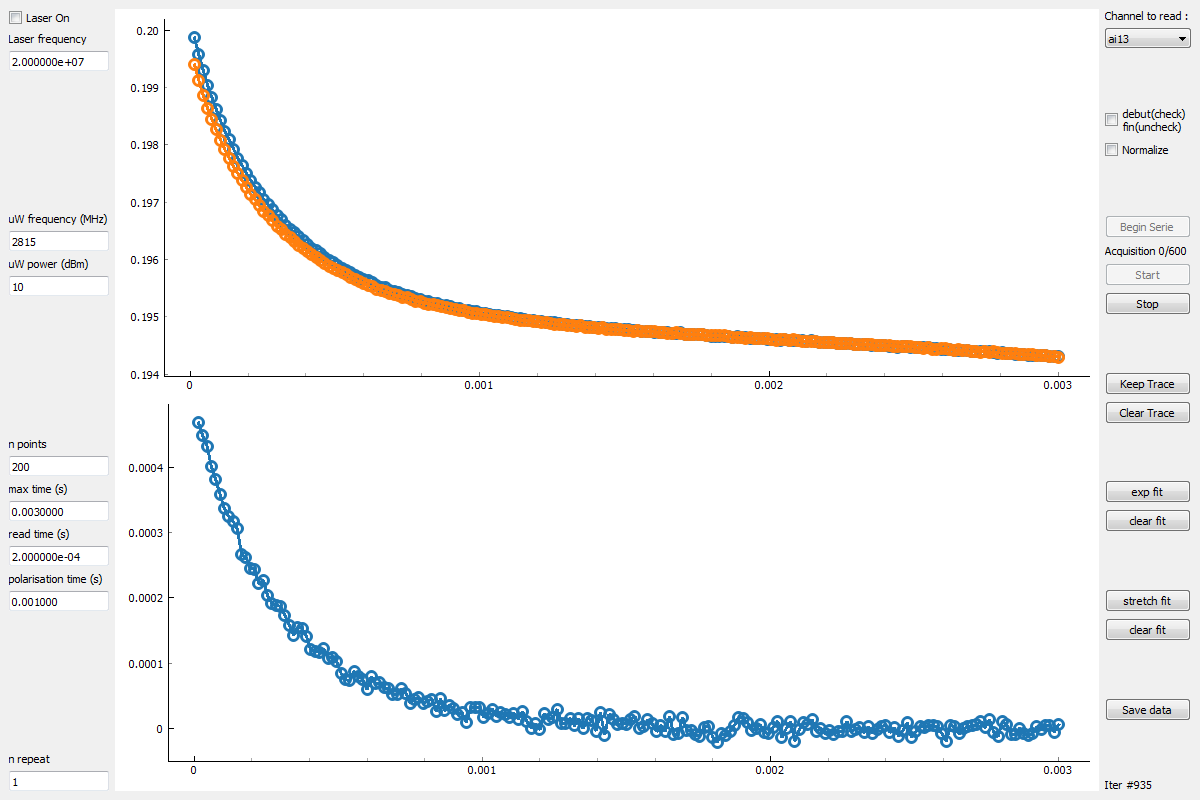 Laser On
Laser frequency
2.000000e+07
uW frequency (MHz)
2815
uW power (dBm)
10
n points
200
max time (s)
0.0030000
read time (s)
2.000000e-04
polarisation time (s)
0.001000
n repeat
1
0.20
0.199
0.198
0.197
0.196
0.195
0.194
0
0.001
0.002
0.003
0.0004
0.0003
0.0002
0.0001
0
0
0.001
0.002
0.003
Channel to read :
ai13
debut(check)
fin(uncheck)
Normalize
Begin Serie
Acquisition 0/600
Start
Stop
Keep Trace
Clear Trace
exp fit
clear fit
stretch fit
clear fit
Save data
Iter #935